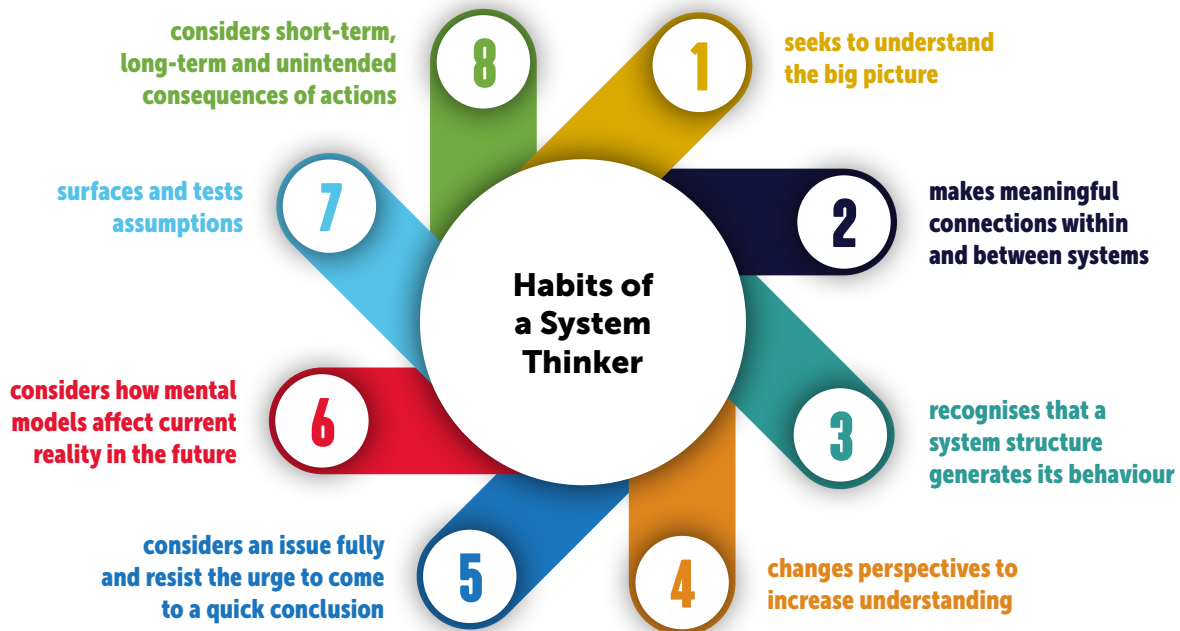 Habits of
a System
Thinker
1
seeks to understand
the big picture
2
makes meaningful
connections within
and between systems
3
recognises that a
system structure
generates its behaviour
4
changes perspectives to
increase understanding
5
considers an issue fully
and resist the urge to come
to a quick conclusion
6
considers how mental
models affect current
reality in the future
7
surfaces and tests
assumptions
8
considers short-term,
long-term and unintended
consequences of actions